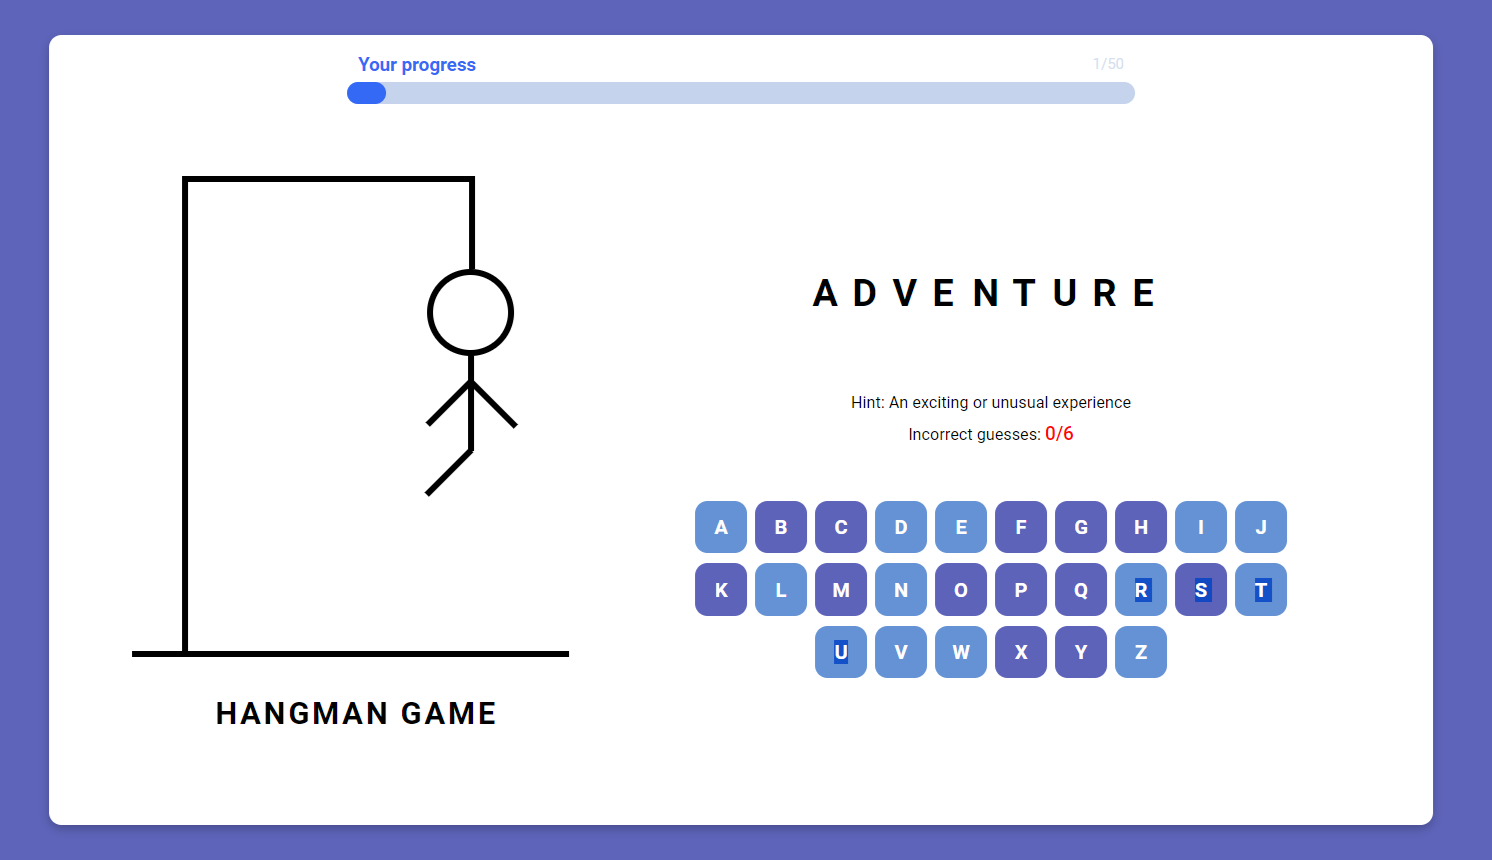 Your progress 1/50
A D V E N T U R E
Hint: An exciting or unusual experience
Incorrect guesses: 0/6
A B C D E F G H I J
K L M N O P Q R S T
U V W X Y Z
HANGMAN GAME